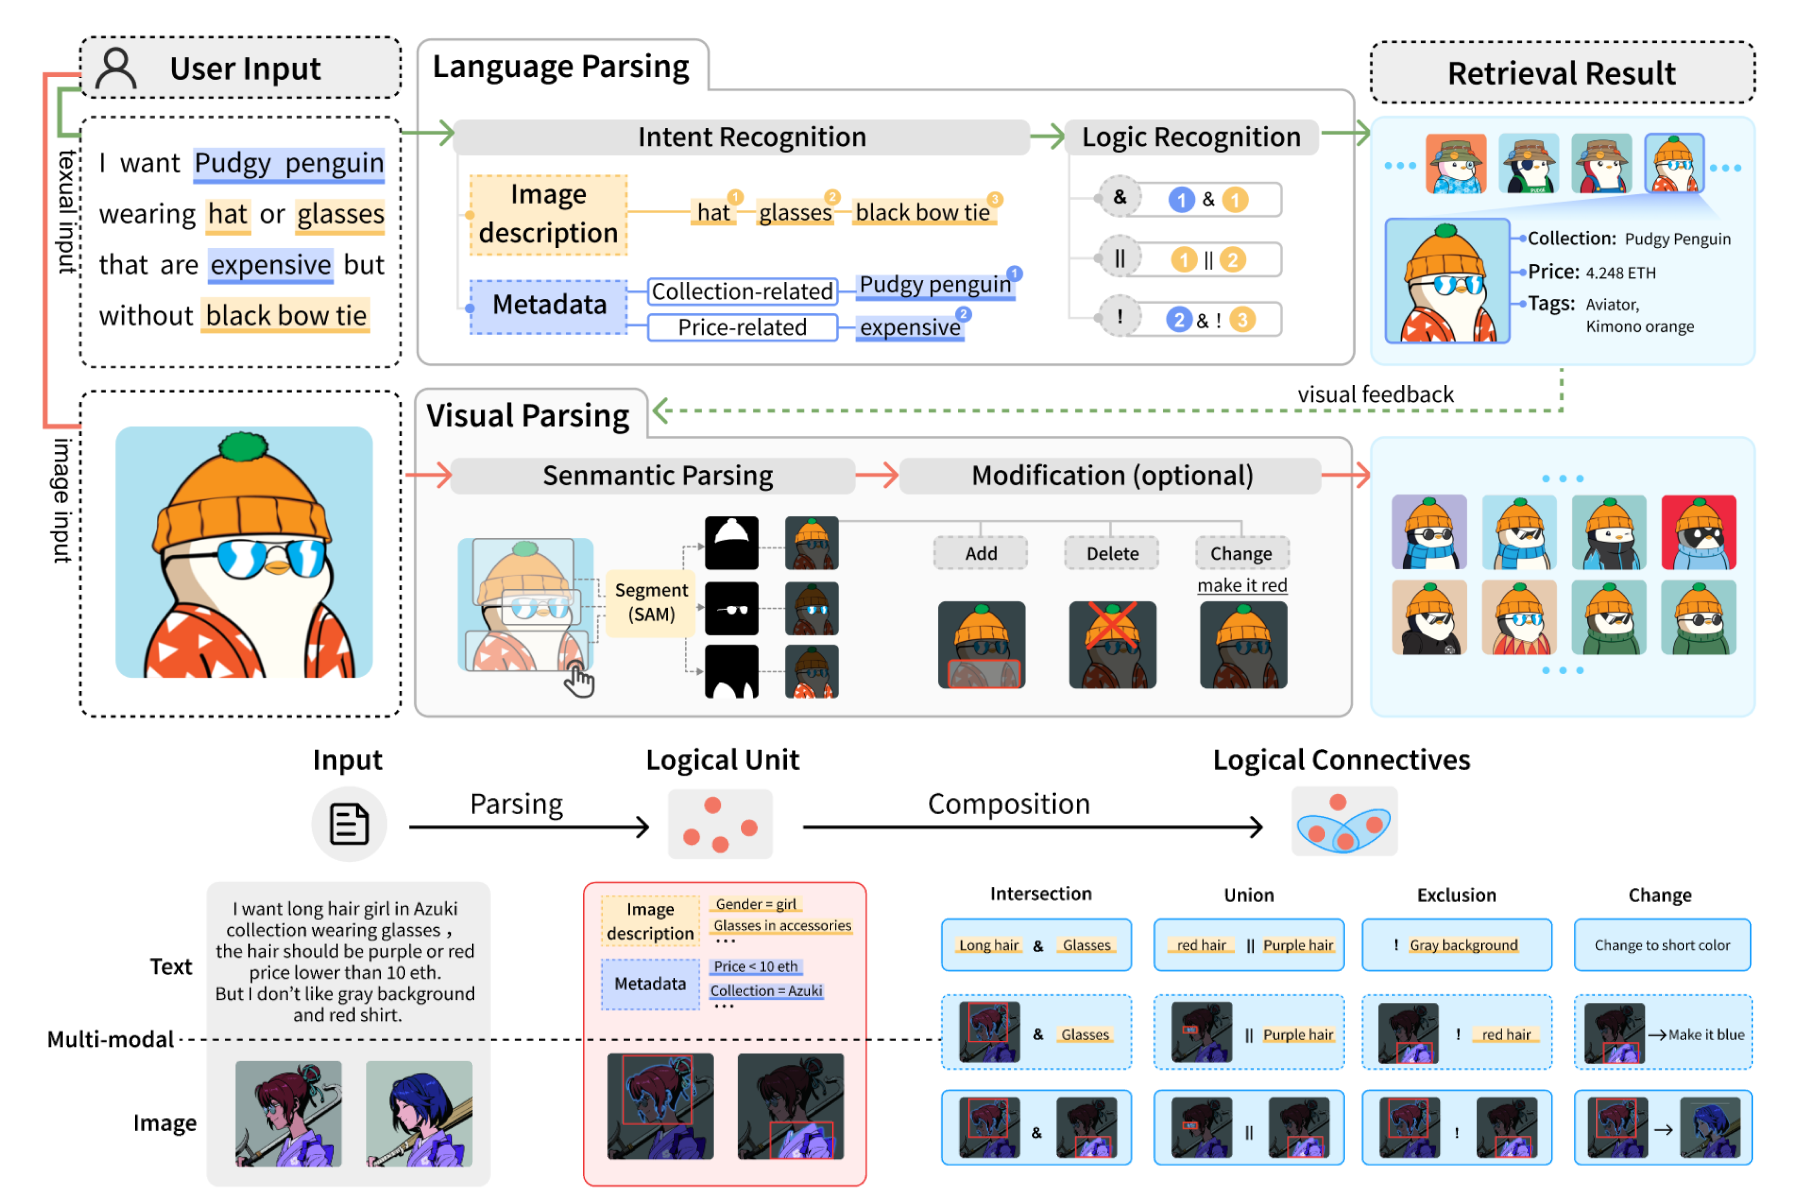 User Input
Language Parsing
Retrieval Result
texual input
I want Pudgy penguin
wearing hat or glasses
that are expensive but
without black bow tie
Intent Recognition
Logic Recognition
Image
description
hat 1 glasses 2 black bow tie 3
Metadata
Collection-related
Pudgy penguin 1
Price-related
expensive 2
& 1 & 1
|| 1 || 2
! 2 & ! 3
Collection: Pudgy Penguin
Price: 4.248 ETH
Tags: Aviator,
Kimono orange
visual feedback
image input
Visual Parsing
Senmantic Parsing
Modification (optional)
Segment
(SAM)
Add
Delete
Change
make it red
Input
Logical Unit
Logical Connectives
Parsing
Composition
Text
I want long hair girl in Azuki
collection wearing glasses ,
the hair should be purple or red
price lower than 10 eth.
But I don't like gray background
and red shirt.
Image
description
Gender = girl
Glasses in accessories
...
Metadata
Price < 10 eth
Collection = Azuki
...
Intersection
Union
Exclusion
Change
Long hair & Glasses
red hair || Purple hair
! Gray background
Change to short color
Multi-modal
& Glasses
|| Purple hair
! red hair
→Make it blue
Image
&
||
!
→